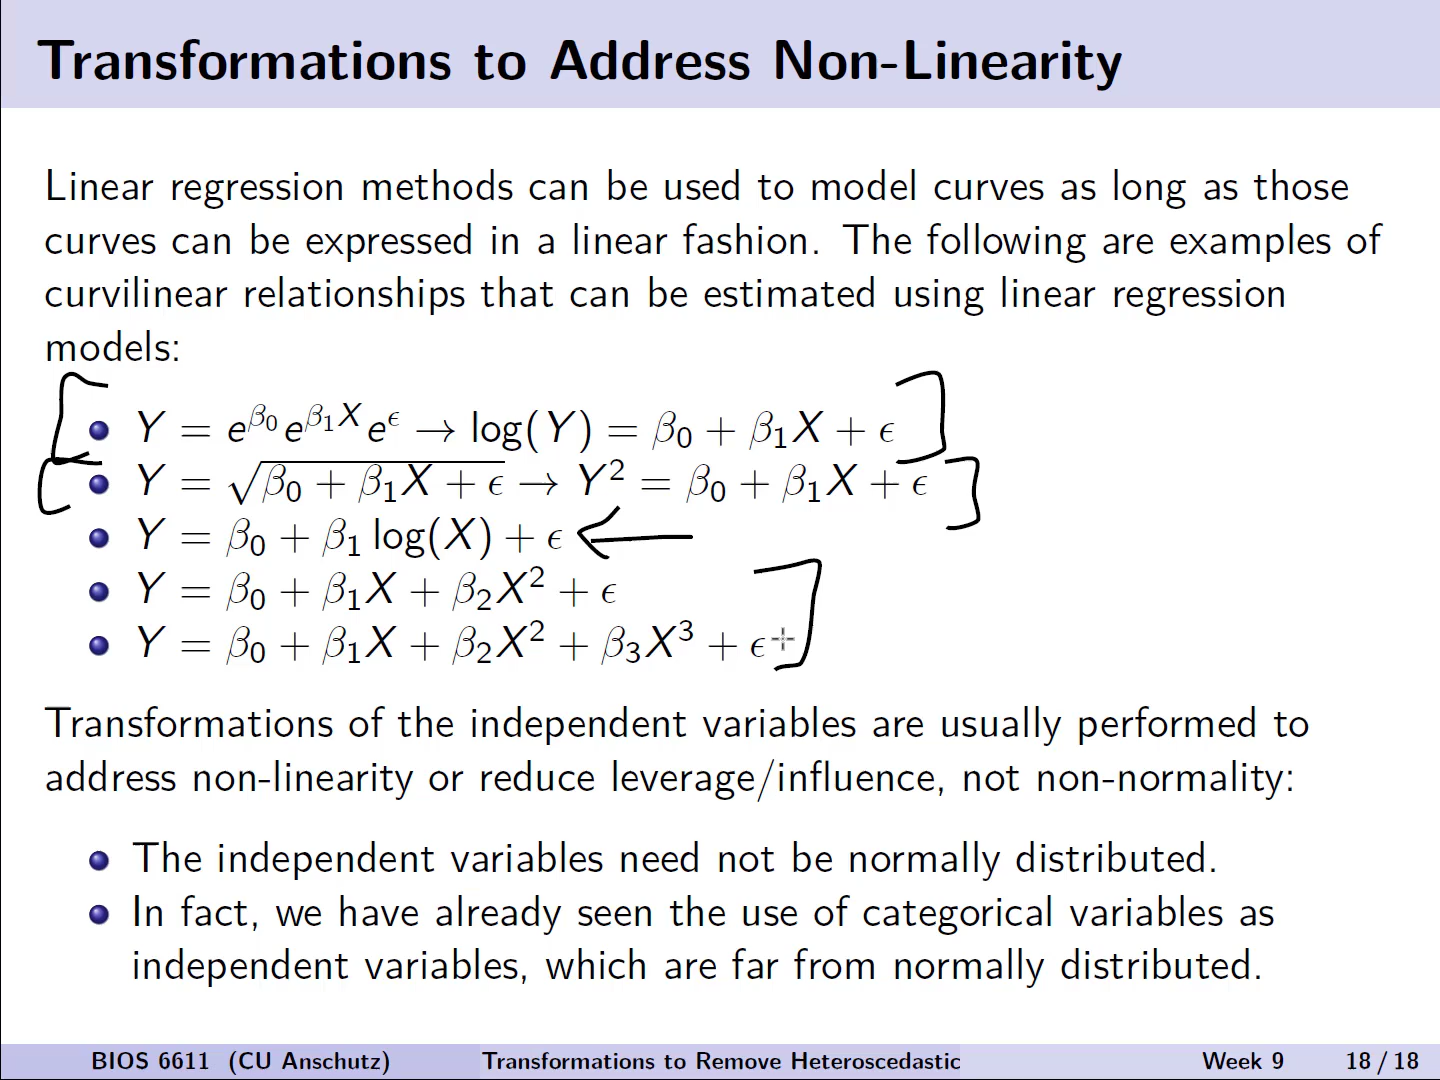 Transformations to Address Non-Linearity
Linear regression methods can be used to model curves as long as those
curves can be expressed in a linear fashion. The following are examples of
curvilinear relationships that can be estimated using linear regression
models:
Y = e^{β₀} e^{β₁X} e^{ϵ} → log(Y) = β₀ + β₁X + ϵ
Y = √(β₀ + β₁X + ϵ) → Y² = β₀ + β₁X + ϵ
Y = β₀ + β₁ log(X) + ϵ
Y = β₀ + β₁X + β₂X² + ϵ
Y = β₀ + β₁X + β₂X² + β₃X³ + ϵ
Transformations of the independent variables are usually performed to
address non-linearity or reduce leverage/influence, not non-normality:
The independent variables need not be normally distributed.
In fact, we have already seen the use of categorical variables as
independent variables, which are far from normally distributed.
BIOS 6611 (CU Anschutz) Transformations to Remove Heteroscedastic Week 9 18 / 18